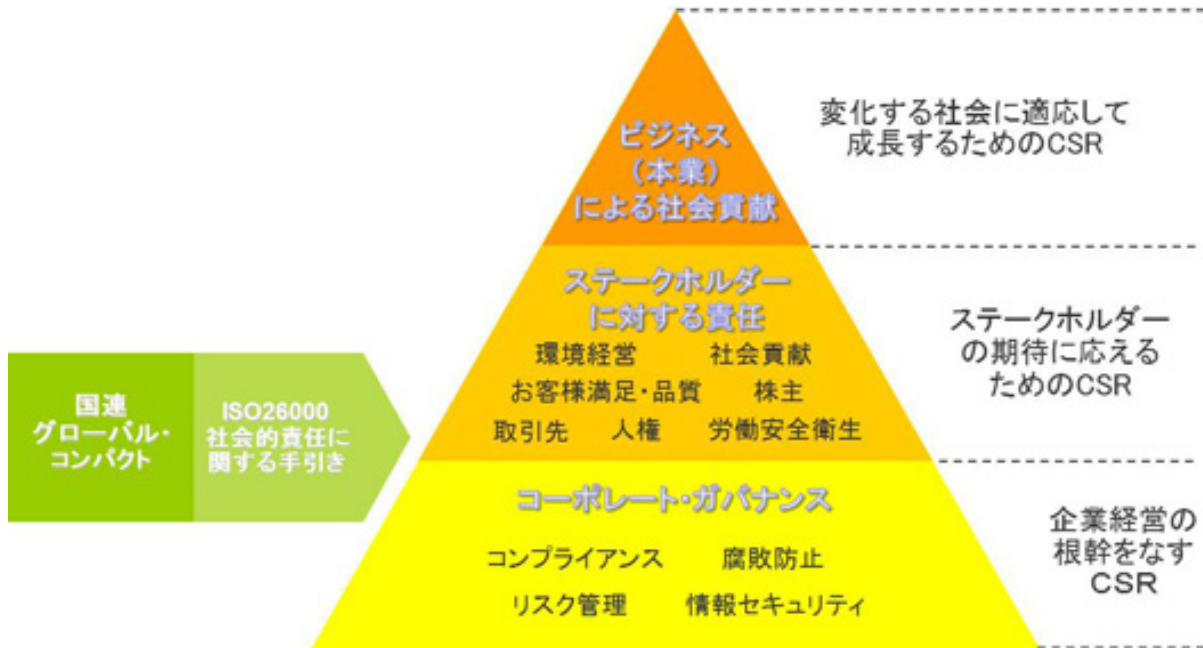 変化する社会に適応して
成長するためのCSR
ビジネス
(本業)
による社会貢献
ステークホルダー
に対する責任
環境経営 社会貢献
お客様満足・品質 株主
取引先 人権 労働安全衛生
ステークホルダー
の期待に応える
ためのCSR
国連
グローバル・
コンパクト
ISO26000
社会的責任に
関する手引き
コーポレート・ガバナンス
コンプライアンス 腐敗防止
リスク管理 情報セキュリティ
企業経営の
根幹をなす
CSR